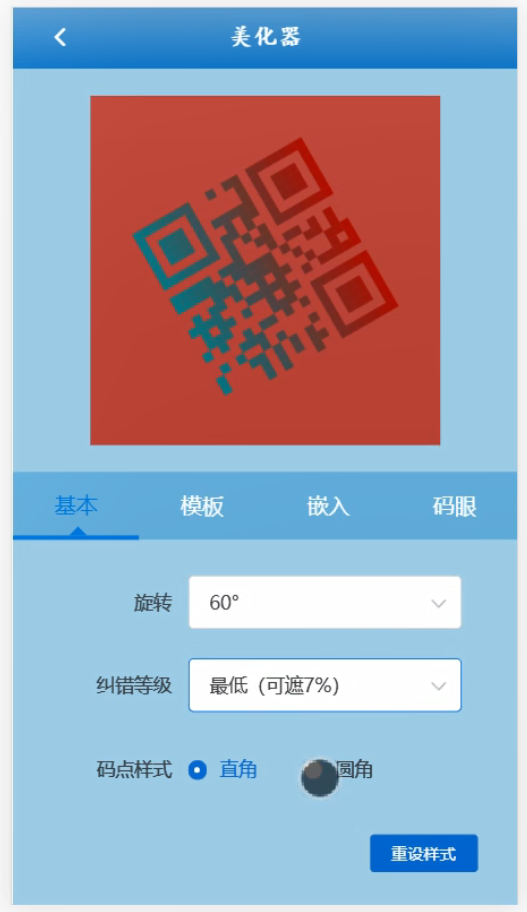 美化器
基本 模板 嵌入 码眼
旋转 60°
纠错等级 最低（可遮7%）
码点样式 直角 圆角
重设样式